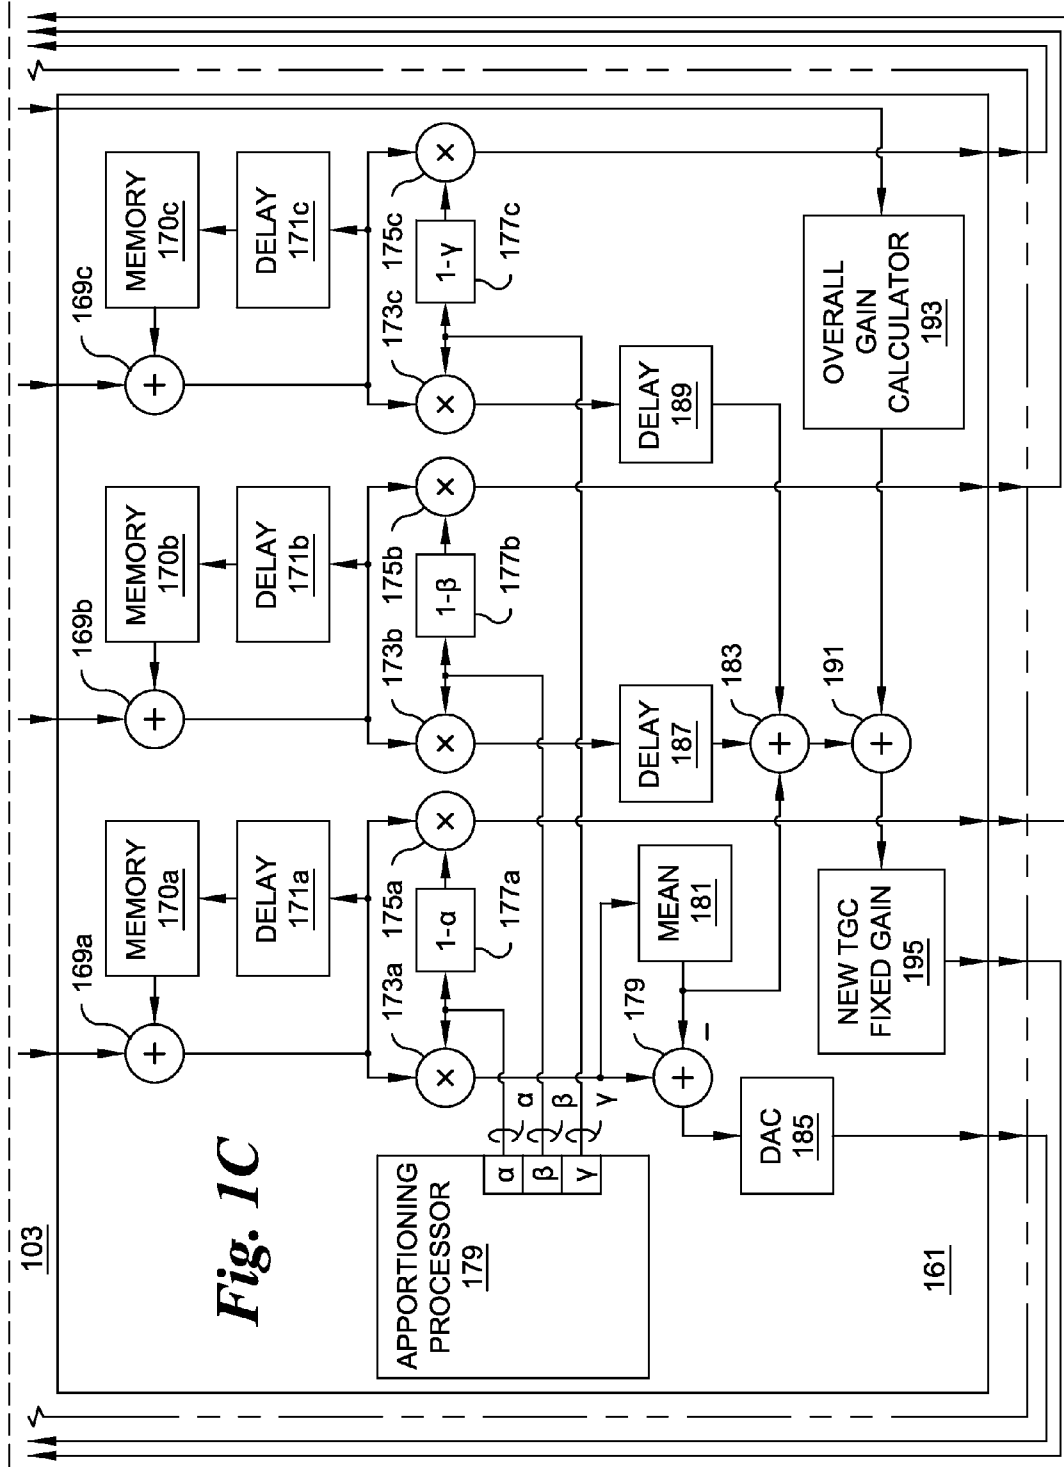 103
Fig. 1C
169a
MEMORY
170a
169b
MEMORY
170b
169c
MEMORY
170c
DELAY
171a
DELAY
171b
DELAY
171c
173a
175a
173b
175b
173c
175c
+
+
+
×
×
×
×
×
×
1-α
177a
1-β
177b
1-γ
177c
APPORTIONING
PROCESSOR
179
α
β
γ
α
β
γ
MEAN
181
179
+
−
DELAY
187
DELAY
189
183
+
191
+
DAC
185
NEW TGC
FIXED GAIN
195
OVERALL
GAIN
CALCULATOR
193
161